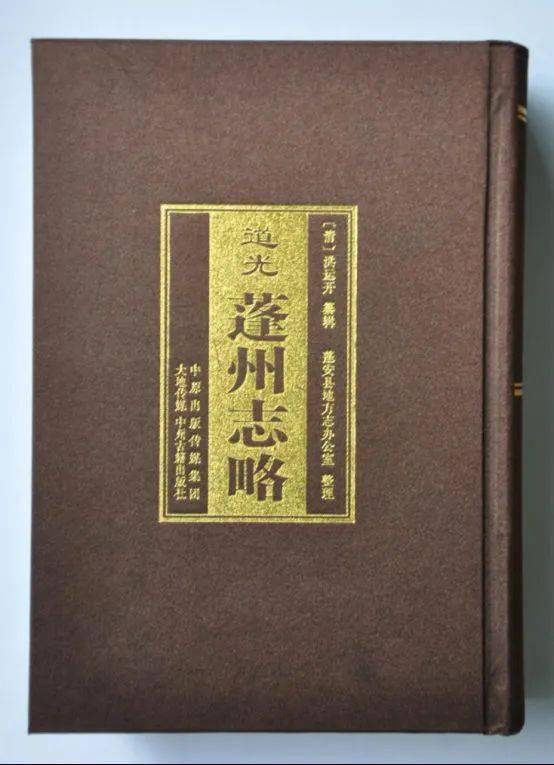 [清]洪运开 纂辑 蓬安县地方志办公室 整理
道光
蓬州志略
中原出版传媒集团
大地传媒 中州古籍出版社